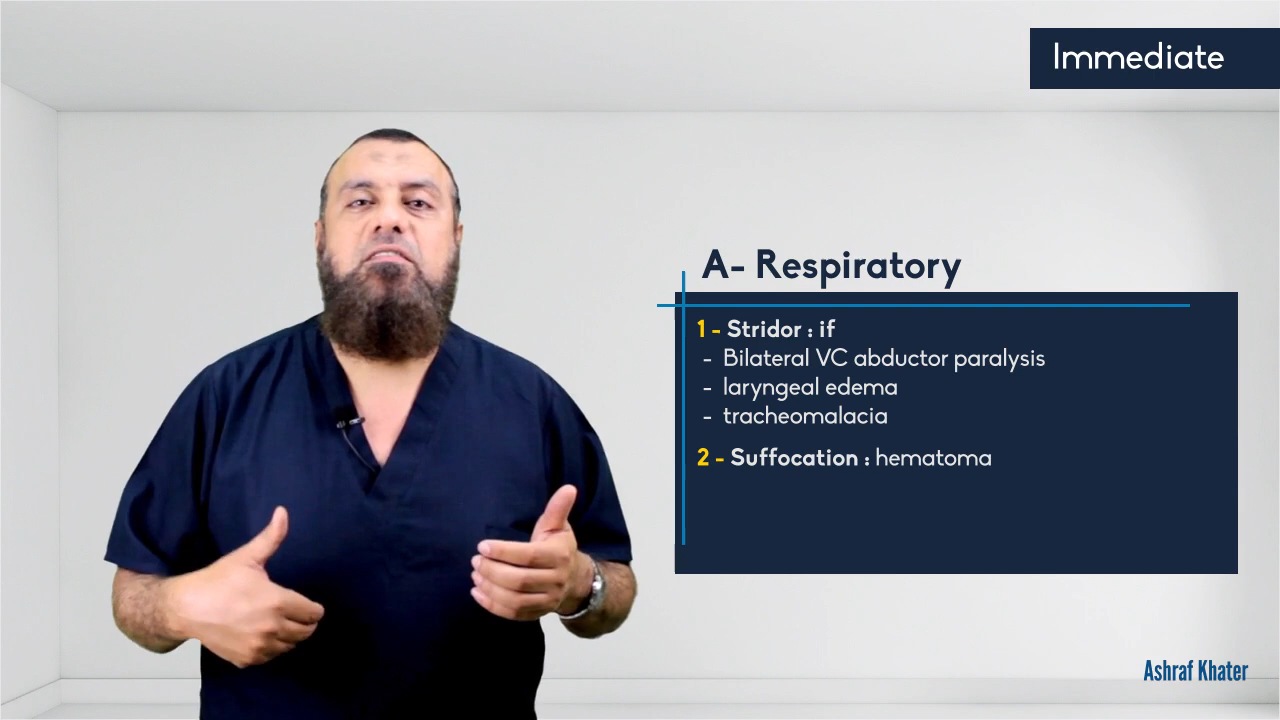 Immediate
A- Respiratory
1 - Stridor : if
- Bilateral VC abductor paralysis
- laryngeal edema
- tracheomalacia
2 - Suffocation : hematoma
Ashraf Khater